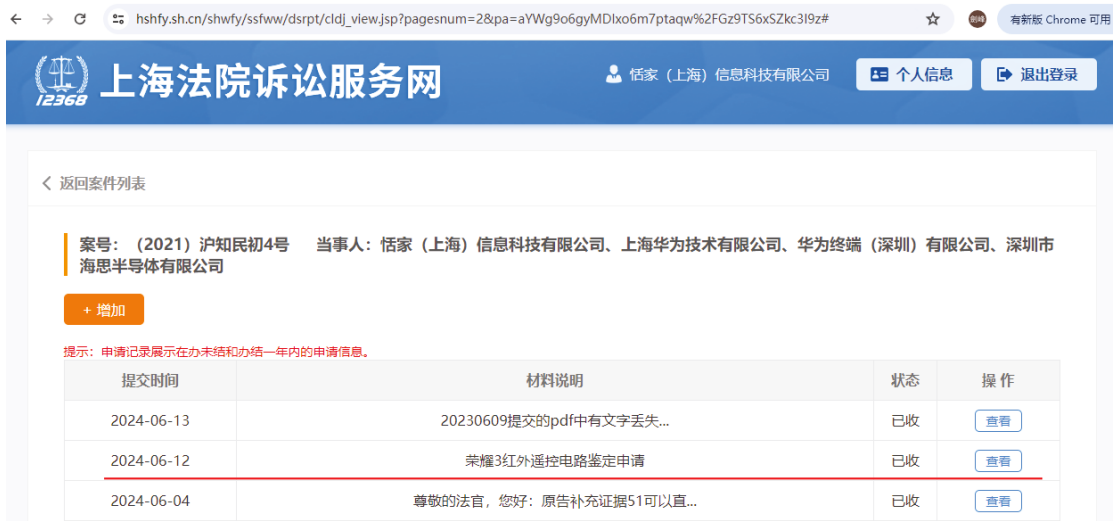 hshfy.sh.cn/shwfy/ssfww/dsrpt/cldj_view.jsp?pagesnum=2&pa=aYWg9o6gyMDIxo6m7ptaqw%2FGz9TS6xSZkc3I9z#
剑峰
有新版 Chrome 可用
12368
上海法院诉讼服务网
恬家（上海）信息科技有限公司
个人信息
退出登录
返回案件列表
案号：（2021）沪知民初4号 当事人：恬家（上海）信息科技有限公司、上海华为技术有限公司、华为终端（深圳）有限公司、深圳市
海思半导体有限公司
+ 增加
提示：申请记录展示在办未结和办结一年内的申请信息。
提交时间 材料说明 状态 操 作
2024-06-13 20230609提交的pdf中有文字丢失... 已收 查看
2024-06-12 荣耀3红外遥控电路鉴定申请 已收 查看
2024-06-04 尊敬的法官，您好：原告补充证据51可以直... 已收 查看